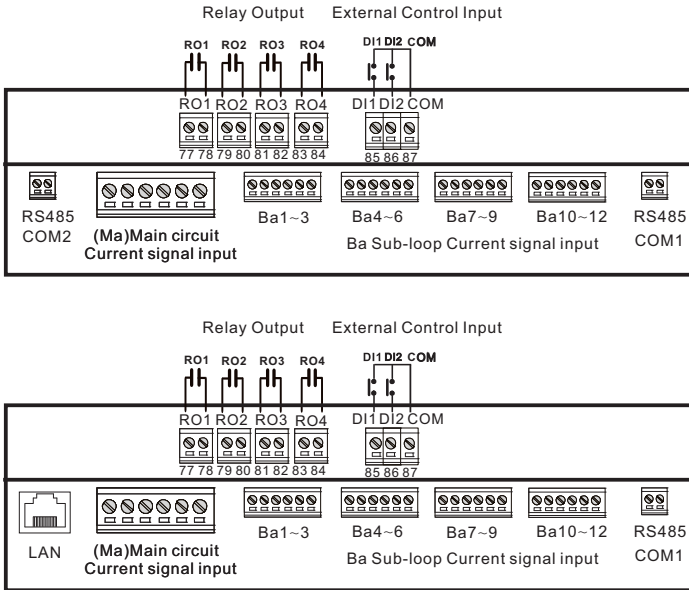 Relay Output External Control Input
RO1 RO2 RO3 RO4 DI1 DI2 COM
RO1 RO2 RO3 RO4 DI1 DI2 COM
77 78 79 80 81 82 83 84 85 86 87
RS485 COM2
(Ma)Main circuit
Current signal input
Ba1~3 Ba4~6 Ba7~9 Ba10~12
Ba Sub-loop Current signal input
RS485
COM1
Relay Output External Control Input
RO1 RO2 RO3 RO4 DI1 DI2 COM
RO1 RO2 RO3 RO4 DI1 DI2 COM
77 78 79 80 81 82 83 84 85 86 87
LAN
(Ma)Main circuit
Current signal input
Ba1~3 Ba4~6 Ba7~9 Ba10~12
Ba Sub-loop Current signal input
RS485
COM1